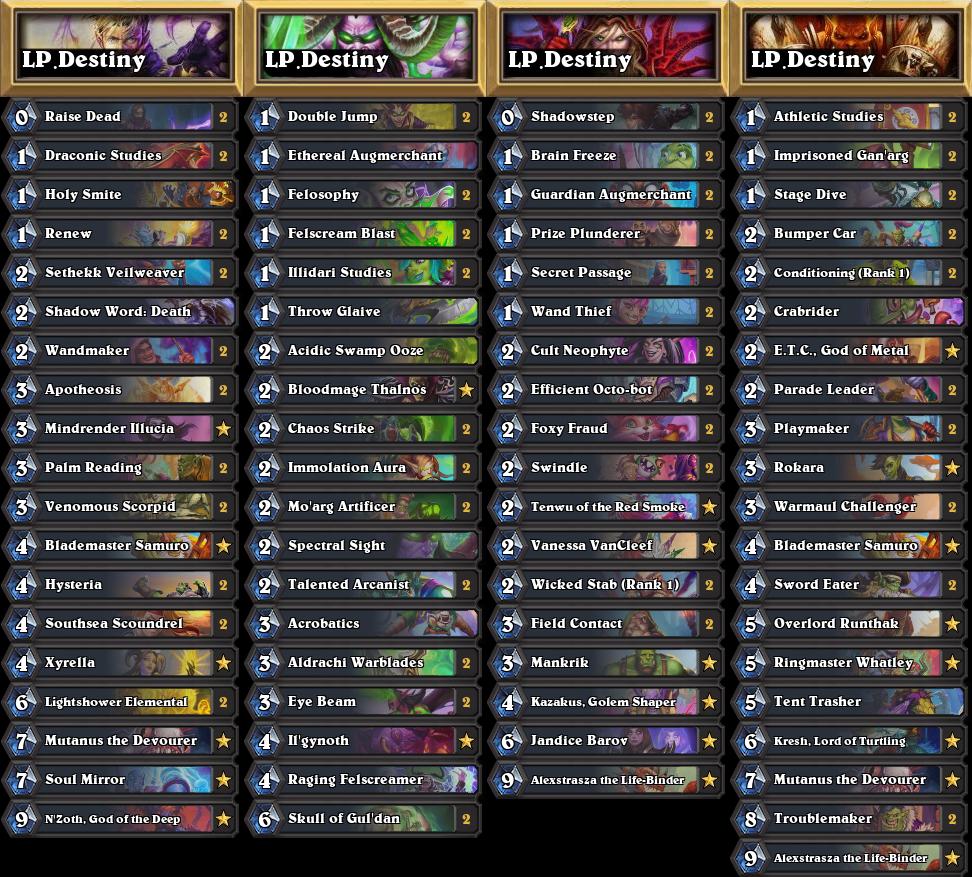 LP.Destiny
0 Raise Dead 2
1 Draconic Studies 2
1 Holy Smite
1 Renew 2
2 Sethekk Veilweaver 2
2 Shadow Word: Death
2 Wandmaker 2
3 Apotheosis 2
3 Mindrender Illucia
3 Palm Reading 2
3 Venomous Scorpid 2
4 Blademaster Samuro
4 Hysteria 2
4 Southsea Scoundrel 2
4 Xyrella
6 Lightshower Elemental 2
7 Mutanus the Devourer
7 Soul Mirror
9 N'Zoth, God of the Deep
LP.Destiny
1 Double Jump 2
1 Ethereal Augmerchant
1 Felosophy 2
1 Felscream Blast 2
1 Illidari Studies 2
1 Throw Glaive
2 Acidic Swamp Ooze
2 Bloodmage Thalnos
2 Chaos Strike 2
2 Immolation Aura 2
2 Mo'arg Artificer 2
2 Spectral Sight
2 Talented Arcanist 2
3 Acrobatics
3 Aldrachi Warblades 2
3 Eye Beam 2
4 Il'gynoth
4 Raging Felscreamer
6 Skull of Gul'dan 2
LP.Destiny
0 Shadowstep 2
1 Brain Freeze 2
1 Guardian Augmerchant 2
1 Prize Plunderer 2
1 Secret Passage 2
1 Wand Thief 2
2 Cult Neophyte 2
2 Efficient Octo-bot 2
2 Foxy Fraud 2
2 Swindle 2
2 Tenwu of the Red Smoke
2 Vanessa VanCleef
2 Wicked Stab (Rank 1) 2
3 Field Contact 2
3 Mankrik
4 Kazakus, Golem Shaper
6 Jandice Barov
9 Alexstrasza the Life-Binder
LP.Destiny
1 Athletic Studies 2
1 Imprisoned Gan'arg 2
1 Stage Dive 2
2 Bumper Car 2
2 Conditioning (Rank 1) 2
2 Crabrider
2 E.T.C., God of Metal
2 Parade Leader 2
3 Playmaker 2
3 Rokara
3 Warmaul Challenger 2
4 Blademaster Samuro
4 Sword Eater 2
5 Overlord Runthak
5 Ringmaster Whatley
5 Tent Trasher
6 Kresh, Lord of Turtling
7 Mutanus the Devourer
8 Troublemaker 2
9 Alexstrasza the Life-Binder